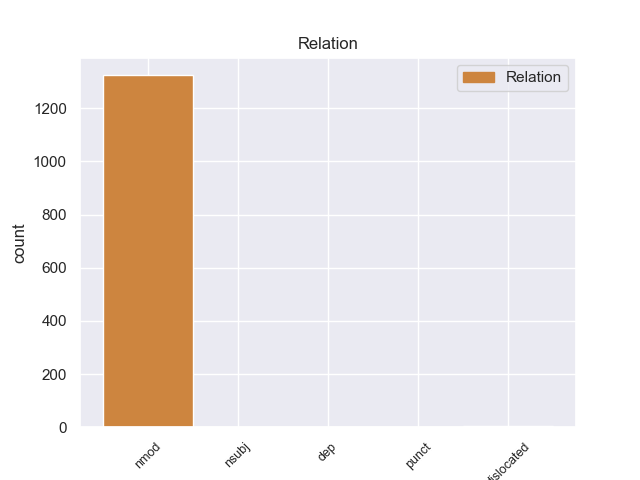 Relation
Relation
count
1200
1000
800
600
400
200
0
nmod
nsubj
dep
punct